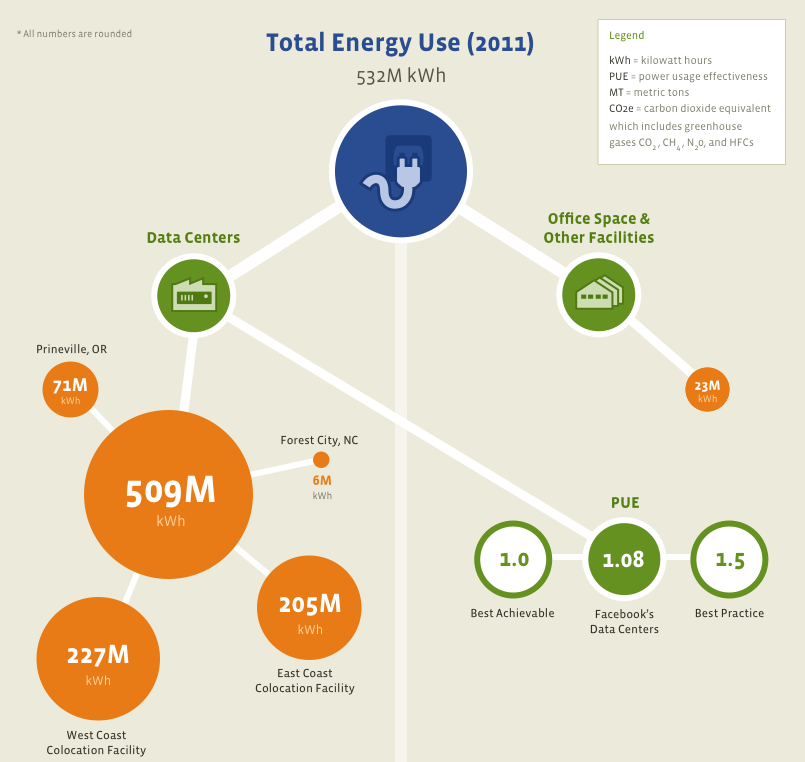 * All numbers are rounded
Total Energy Use (2011)
532M kWh
Legend
kWh = kilowatt hours
PUE = power usage effectiveness
MT = metric tons
CO2e = carbon dioxide equivalent
which includes greenhouse
gases CO2, CH4, N2o, and HFCs
Data Centers
Office Space &
Other Facilities
Prineville, OR
71M
kWh
23M
kWh
509M
kWh
Forest City, NC
6M
kWh
PUE
1.0
1.08
1.5
Best Achievable
Facebook's
Data Centers
Best Practice
205M
kWh
East Coast
Colocation Facility
227M
kWh
West Coast
Colocation Facility